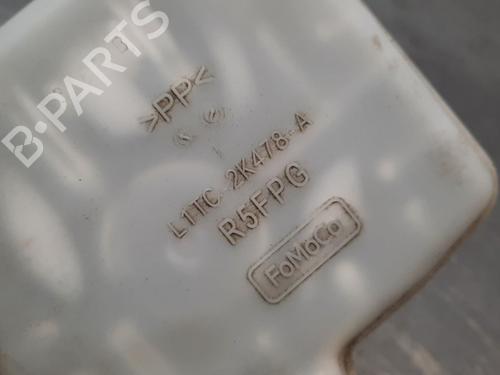 B-PARTS
>PP<
L1TC-2K478-A
R5FPG
FoMoCo